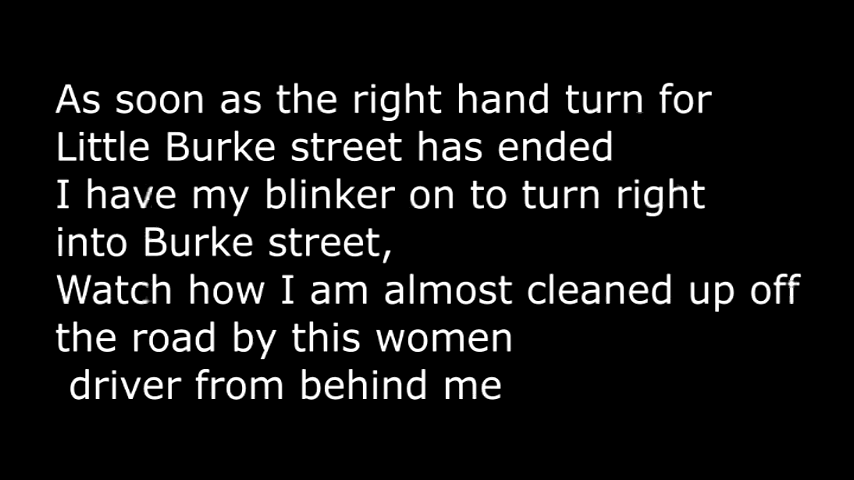 As soon as the right hand turn for
Little Burke street has ended
I have my blinker on to turn right
into Burke street,
Watch how I am almost cleaned up off
the road by this women
driver from behind me